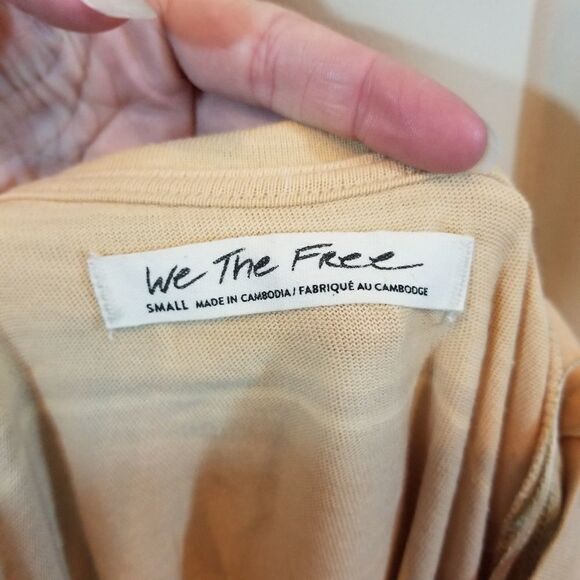 We The Free
SMALL MADE IN CAMBODIA / FABRIQUÉ AU CAMBODGE